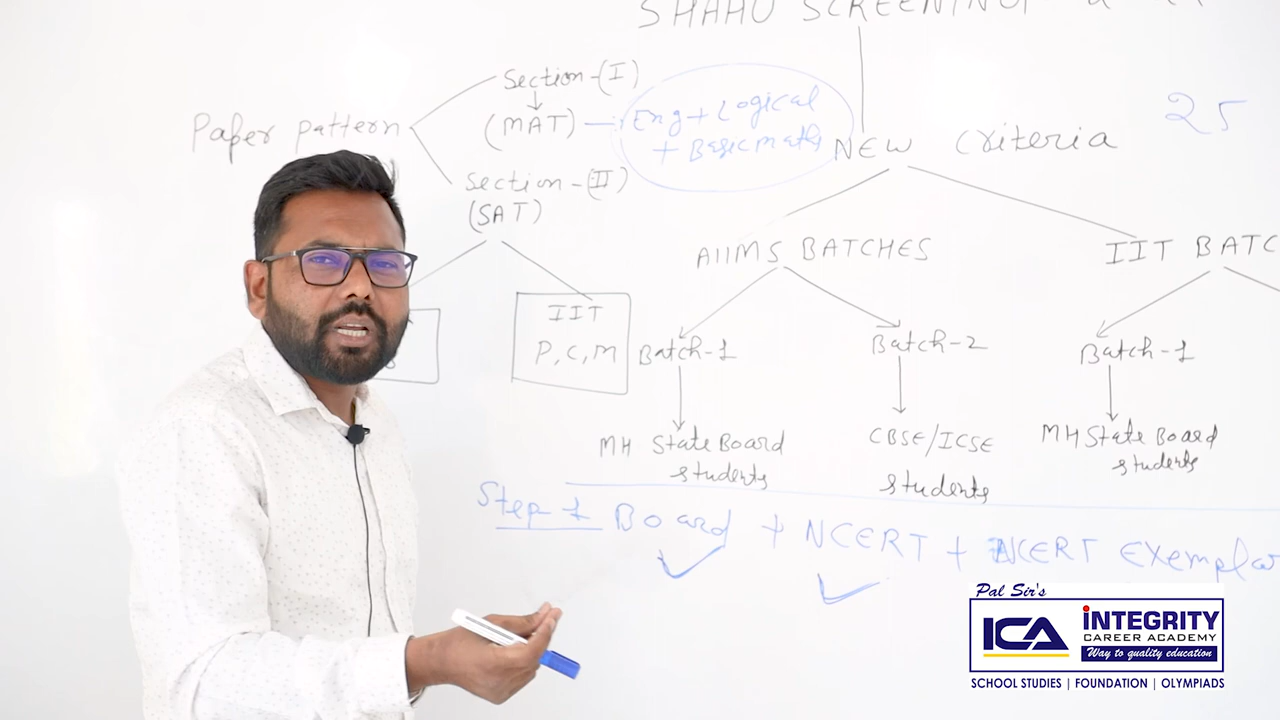 SHAHU SCREENING
Paper pattern
Section-(I)
(MAT)
Eng + Logical
+ Basic maths
Section-(II)
(SAT)
IIT
P, C, M
NEW Criteria
25
AIIMS BATCHES
Batch-1
MH State Board
students
Batch-2
CBSE/ICSE
students
IIT BATC
Batch-1
MH State Board
students
Step 1 Board + NCERT + NCERT Exemplar
Pal Sir's
ICA
iNTEGRITY
CAREER ACADEMY
Way to quality education
SCHOOL STUDIES | FOUNDATION | OLYMPIADS